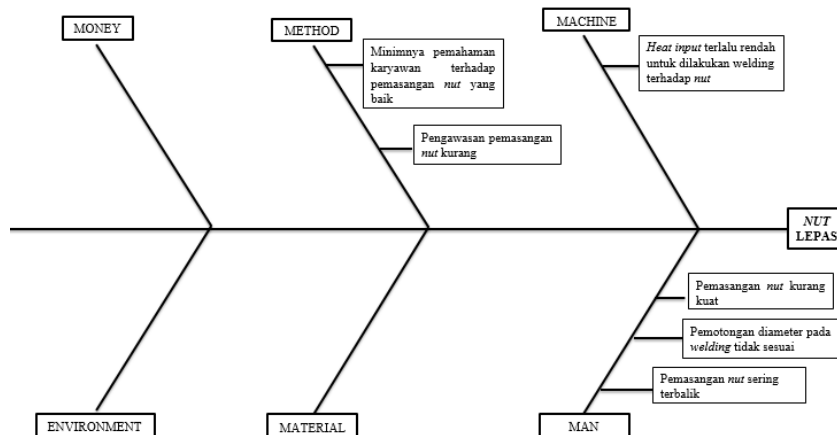 MONEY
METHOD
MACHINE
Minimnya pemahaman
karyawan terhadap
pemasangan nut yang
baik
Pengawasan pemasangan
nut kurang
Heat input terlalu rendah
untuk dilakukan welding
terhadap nut
NUT
LEPAS
Pemasangan nut kurang
kuat
Pemotongan diameter pada
welding tidak sesuai
Pemasangan nut sering
terbalik
ENVIRONMENT
MATERIAL
MAN